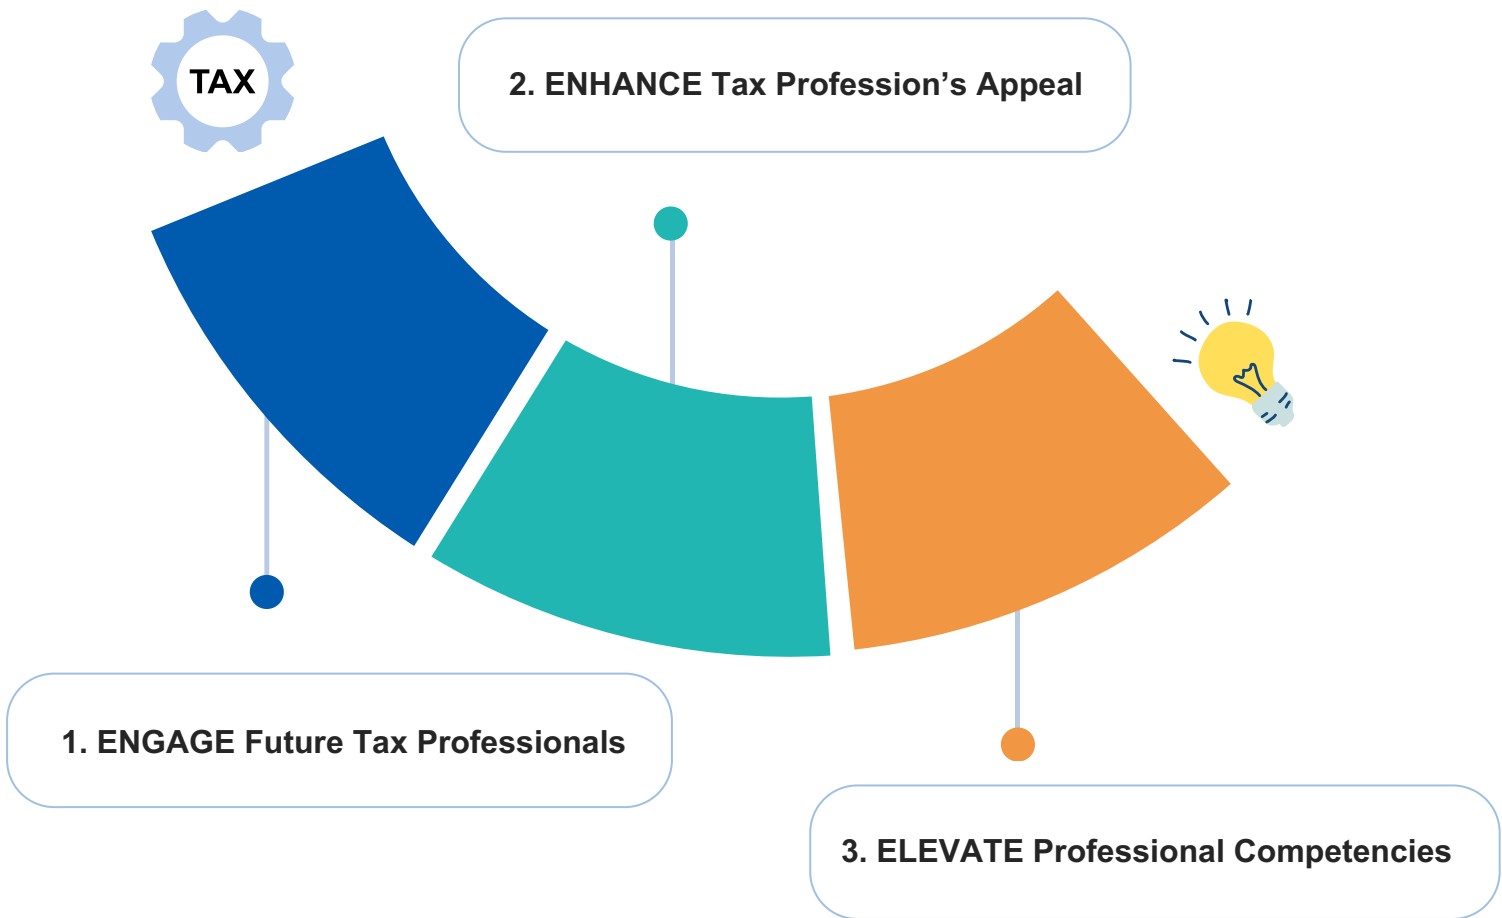 TAX
2. ENHANCE Tax Profession’s Appeal
1. ENGAGE Future Tax Professionals
3. ELEVATE Professional Competencies